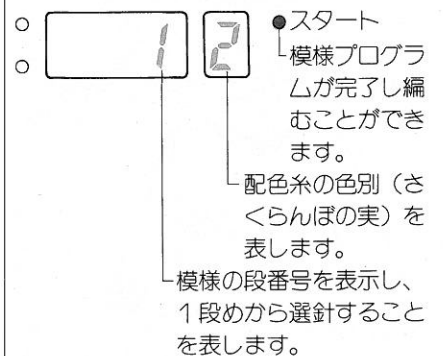 1 2
●スタート
模様プログラ
ムが完了し編
むことができ
ます。
配色糸の色別（さ
くらんぼの実）を
表します。
模様の段番号を表示し、
1段めから選針すること
を表します。